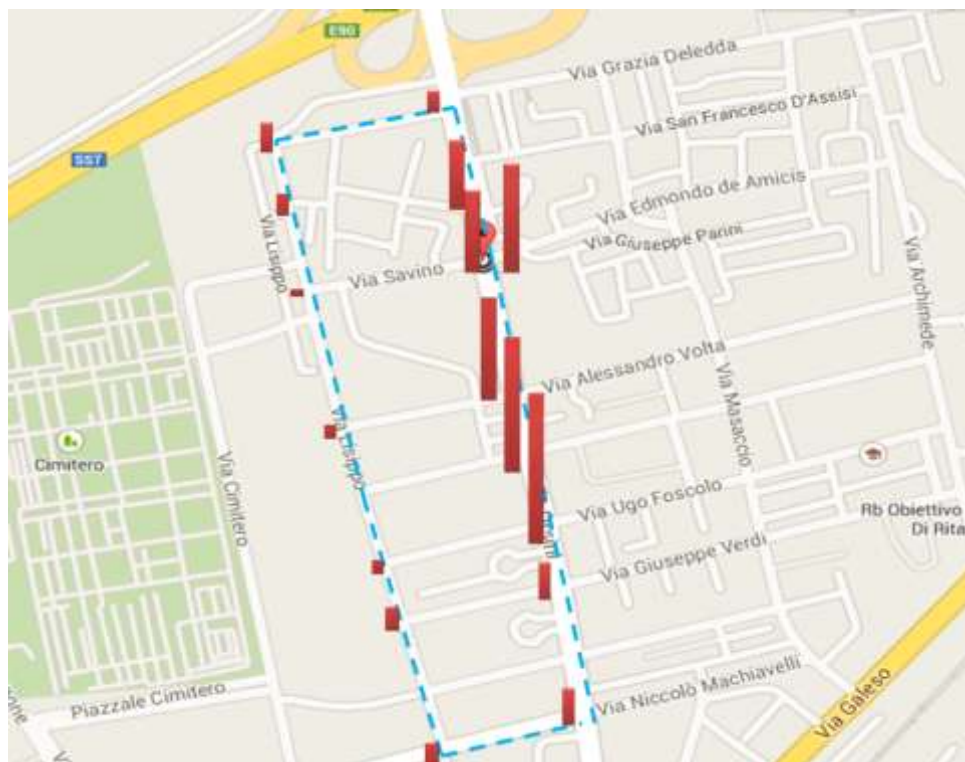 E90
Via Grazia Deledda
Via San Francesco D'Assisi
SS7
Via Edmondo de Amicis
Via Giuseppe Parini
Via Lisippo
Via Savino
Via Archimede
Via Alessandro Volta
Via Masaccio
Via Lisippo
Cimitero
Via Cimitero
Via Ugo Foscolo
Rb Obiettivo
Di Rita
Via Giuseppe Verdi
Via Niccolò Machiavelli
Piazzale Cimitero
Via Galeso